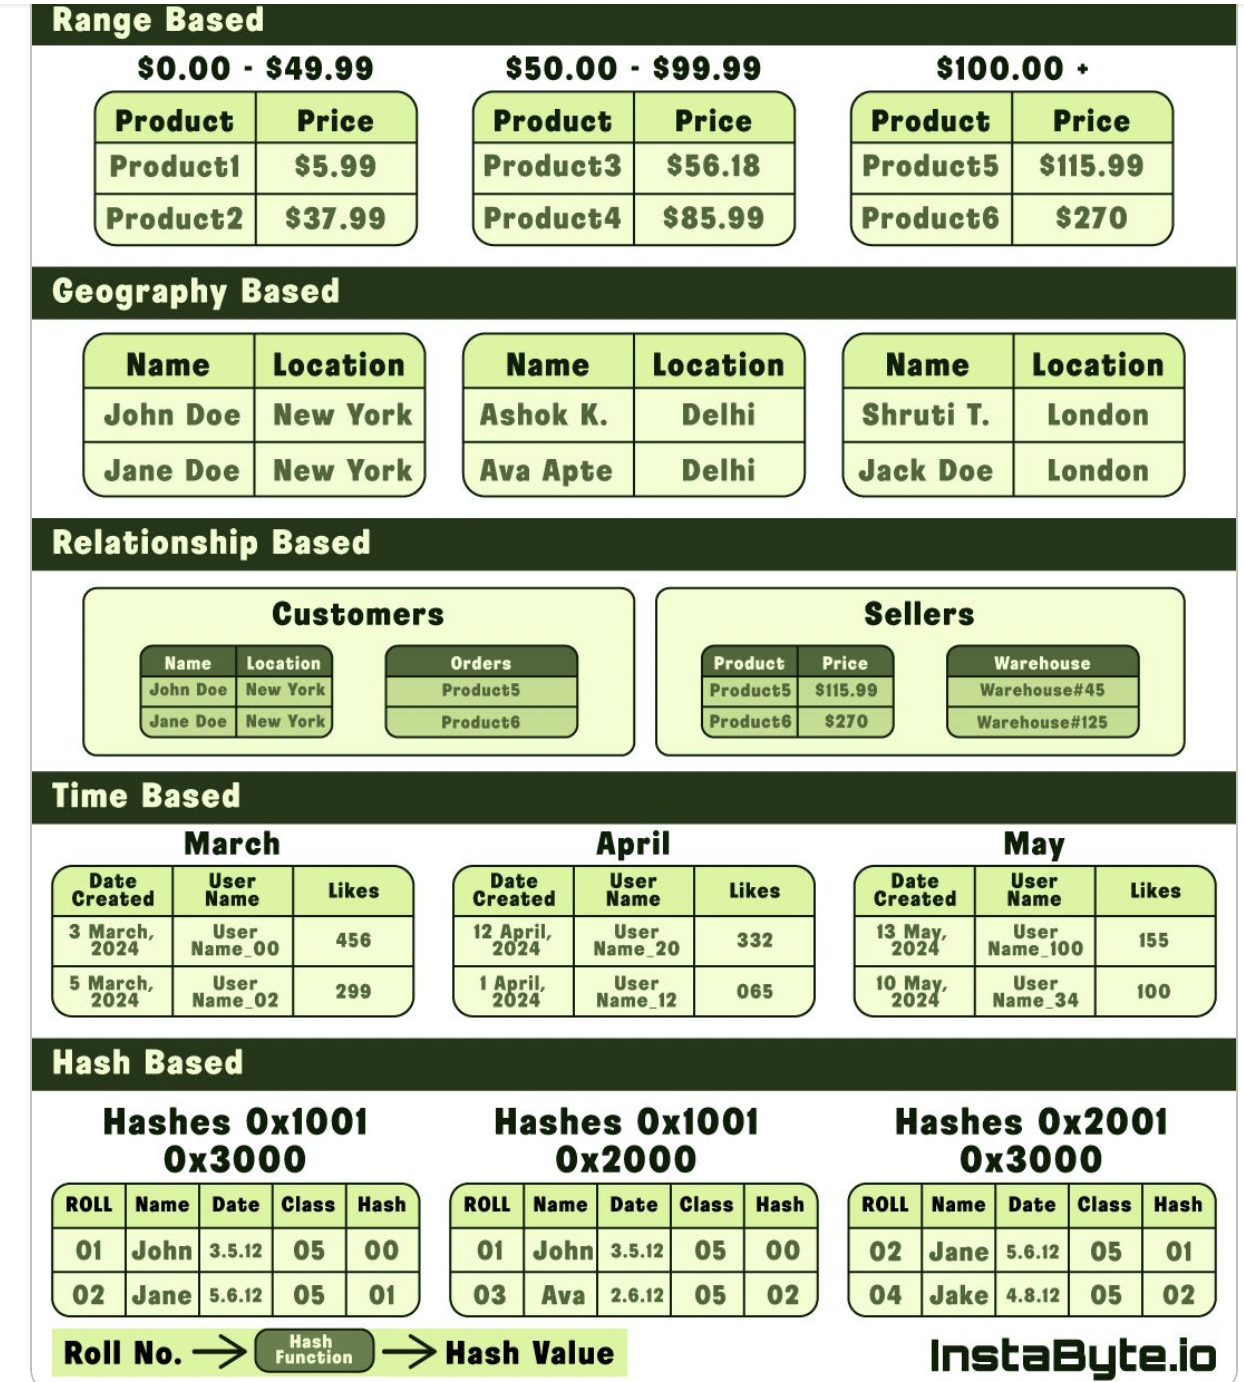 Range Based
$0.00 - $49.99 $50.00 - $99.99 $100.00 +
Product Price Product Price Product Price
Product1 $5.99 Product3 $56.18 Product5 $115.99
Product2 $37.99 Product4 $85.99 Product6 $270
Geography Based
Name Location Name Location Name Location
John Doe New York Ashok K. Delhi Shruti T. London
Jane Doe New York Ava Apte Delhi Jack Doe London
Relationship Based
Customers Sellers
Name Location Orders Product Price Warehouse
John Doe New York Product5 Product5 $115.99 Warehouse#45
Jane Doe New York Product6 Product6 $270 Warehouse#125
Time Based
March April May
Date User Date User Date User
Created Name Likes Created Name Likes Created Name Likes
3 March, User 12 April, User 13 May, User
2024 Name_00 456 2024 Name_20 332 2024 Name_100 155
5 March, User 1 April, User 10 May, User
2024 Name_02 299 2024 Name_12 065 2024 Name_34 100
Hash Based
Hashes 0x1001 Hashes 0x1001 Hashes 0x2001
0x3000 0x2000 0x3000
ROLL Name Date Class Hash ROLL Name Date Class Hash ROLL Name Date Class Hash
01 John 3.5.12 05 00 01 John 3.5.12 05 00 02 Jane 5.6.12 05 01
02 Jane 5.6.12 05 01 03 Ava 2.6.12 05 02 04 Jake 4.8.12 05 02
Roll No. Hash Function Hash Value InstaByte.io